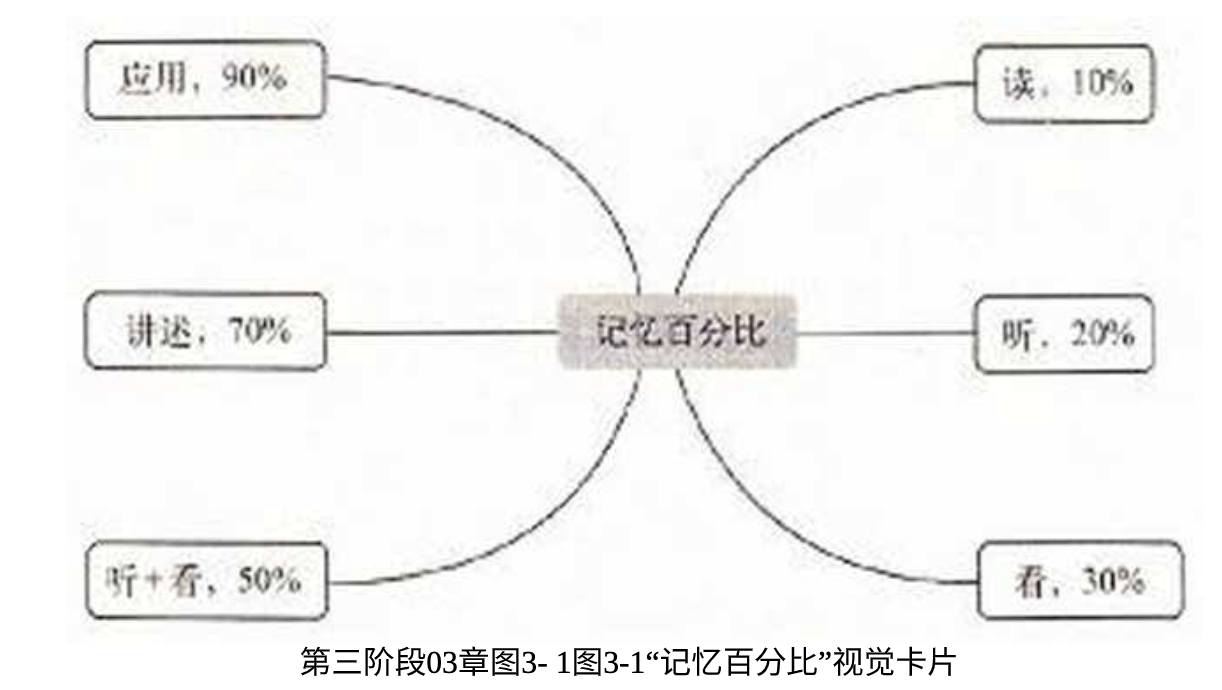 应用，90%
读，10%
讲述，70%
记忆百分比
听，20%
听+看，50%
看，30%
第三阶段03章图3- 1图3-1“记忆百分比”视觉卡片